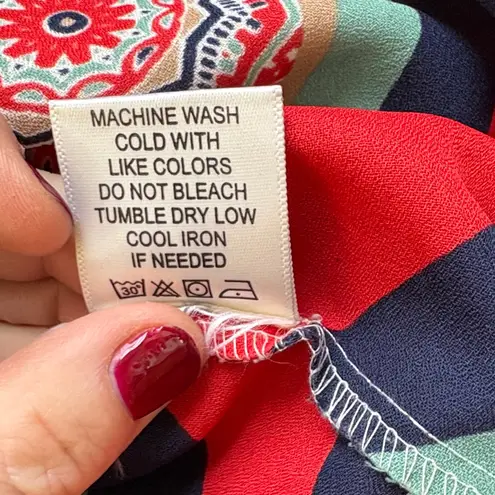 MACHINE WASH
COLD WITH
LIKE COLORS
DO NOT BLEACH
TUMBLE DRY LOW
COOL IRON
IF NEEDED
30°